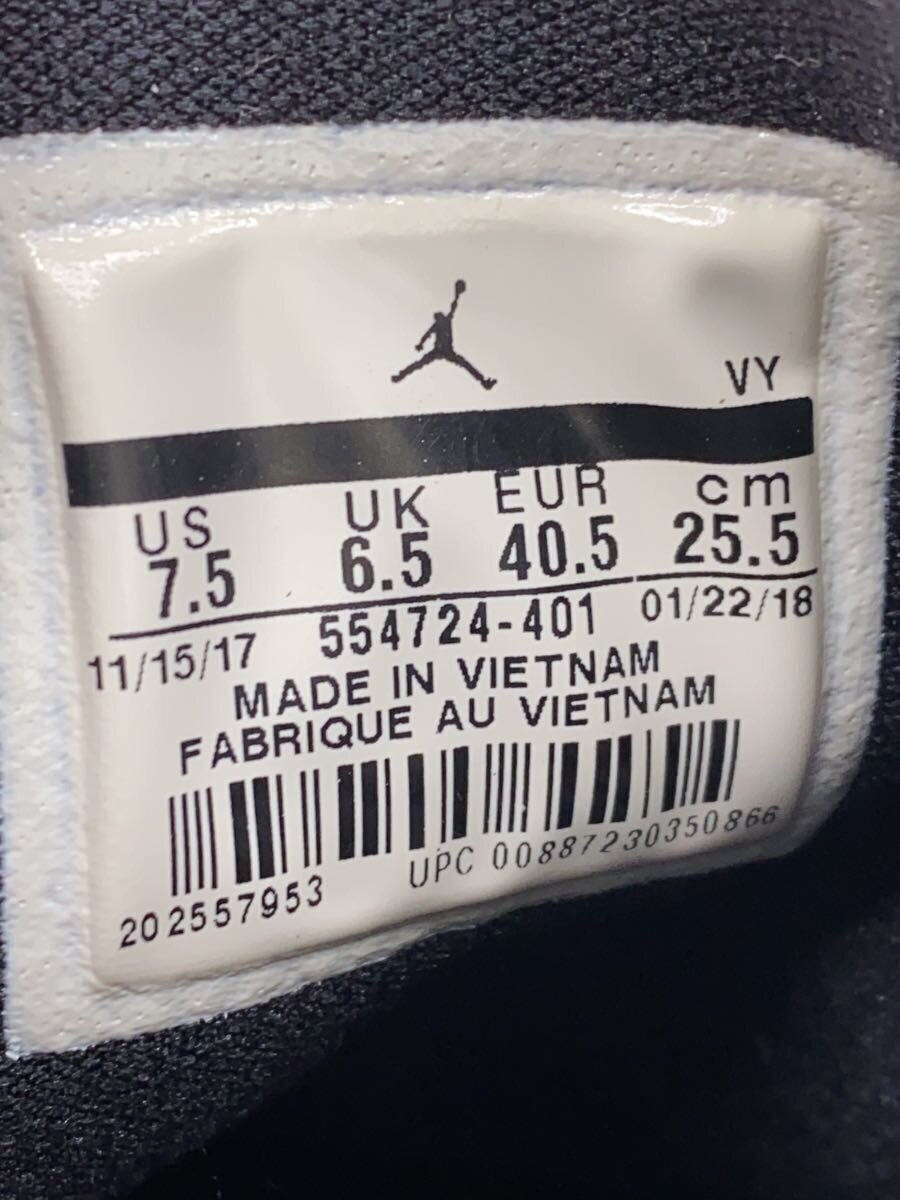 VY
US UK EUR cm
7.5 6.5 40.5 25.5
11/15/17 554724-401 01/22/18
MADE IN VIETNAM
FABRIQUE AU VIETNAM
202557953 UPC 00887230350866